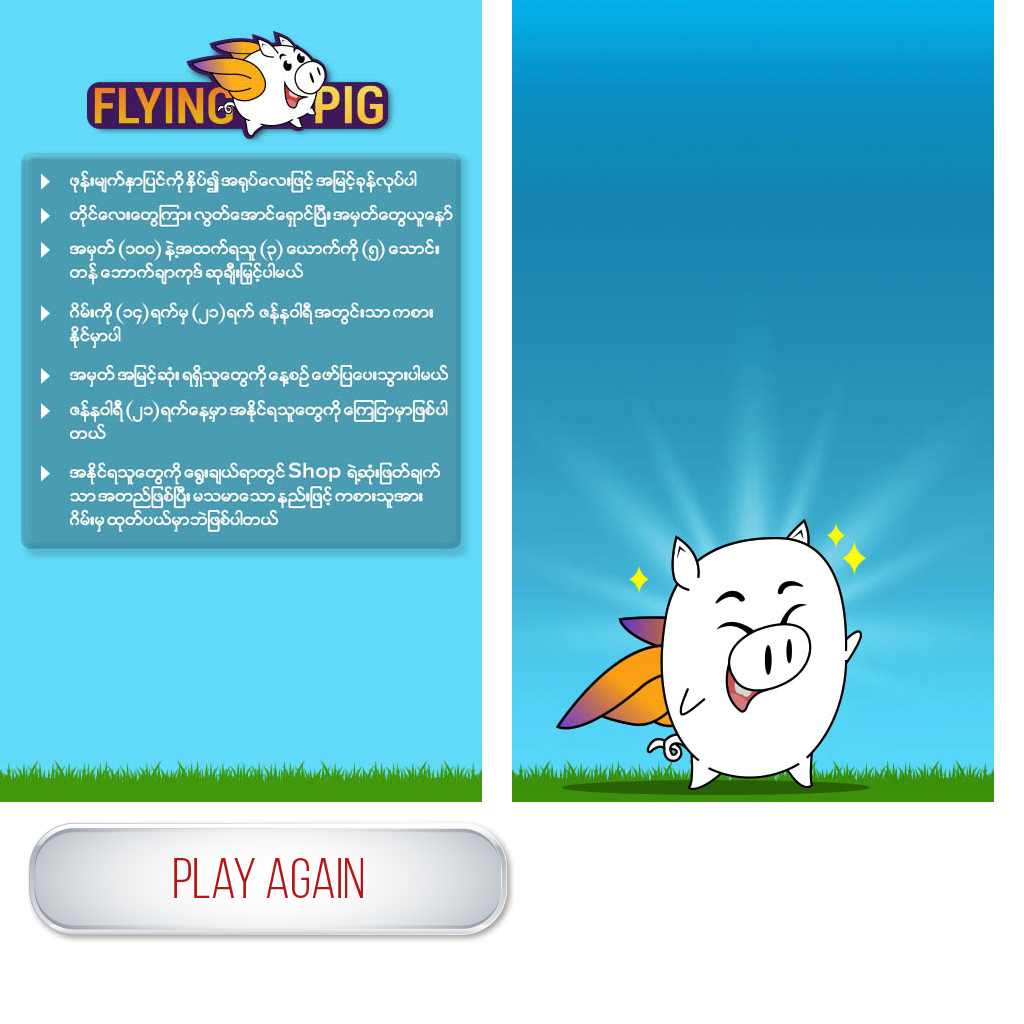 FLYING PIG
ဖုန်းမျက်နှာပြင်ကို နှိပ်၍ အရုပ်လေးဖြင့် အမြင့်ခုန်လုပ်ပါ
တိုင်လေးတွေကြား လွတ်အောင်ရှောင်ပြီး အမှတ်တွေယူနော်
အမှတ် (၁၀၀) နဲ့အထက်ရသူ (၃) ယောက်ကို (၅) သောင်း
တန် ဘောက်ချာကုဒ် ဆုချီးမြှင့်ပါမယ်
ဂိမ်းကို (၁၄)ရက်မှ (၂၁)ရက် ဇန်နဝါရီ အတွင်းသာ ကစား
နိုင်မှာပါ
အမှတ် အမြင့်ဆုံး ရရှိသူတွေကို နေ့စဉ် ဖော်ပြပေးသွားပါမယ်
ဇန်နဝါရီ (၂၁)ရက်နေ့မှာ အနိုင်ရသူတွေကို ကြေငြာမှာဖြစ်ပါ
တယ်
အနိုင်ရသူတွေကို ရွေးချယ်ရာတွင် Shop ရဲ့ဆုံးဖြတ်ချက်
သာ အတည်ဖြစ်ပြီး မသမာသော နည်းဖြင့် ကစားသူအား
ဂိမ်းမှ ထုတ်ပယ်မှာဘဲဖြစ်ပါတယ်
PLAY AGAIN